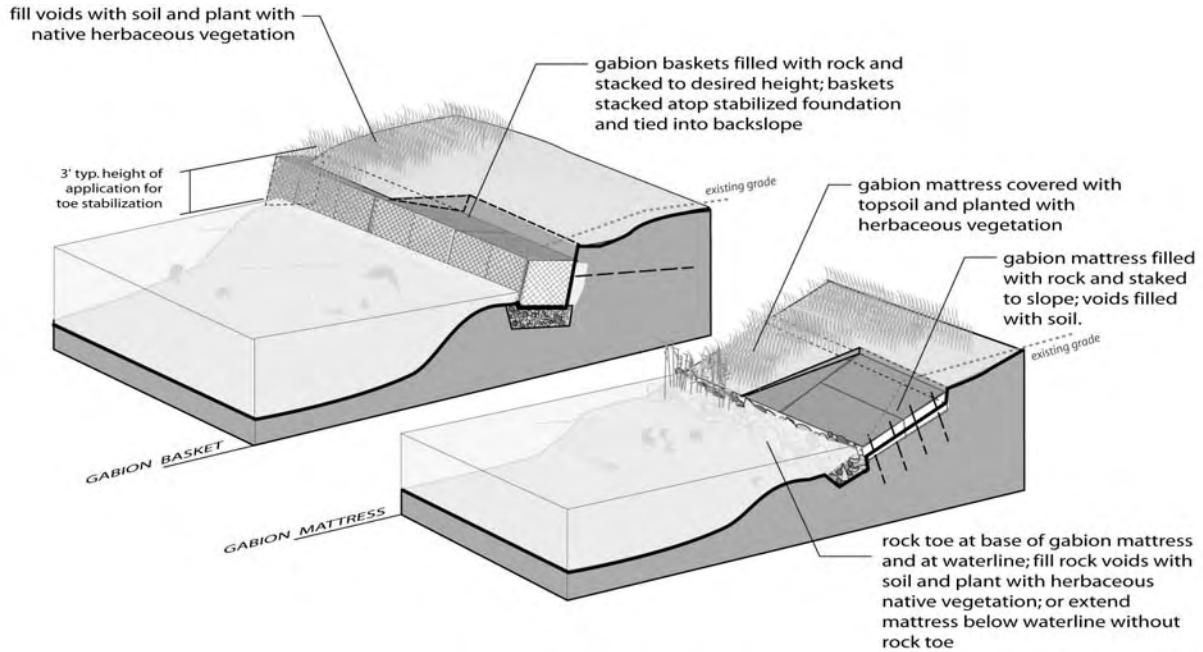 fill voids with soil and plant with
native herbaceous vegetation
gabion baskets filled with rock and
stacked to desired height; baskets
stacked atop stabilized foundation
and tied into backslope
3' typ. height of
application for
toe stabilization
existing grade
GABION BASKET
gabion mattress covered with
topsoil and planted with
herbaceous vegetation
gabion mattress filled
with rock and staked
to slope; voids filled
with soil.
existing grade
GABION MATTRESS
rock toe at base of gabion mattress
and at waterline; fill rock voids with
soil and plant with herbaceous
native vegetation; or extend
mattress below waterline without
rock toe